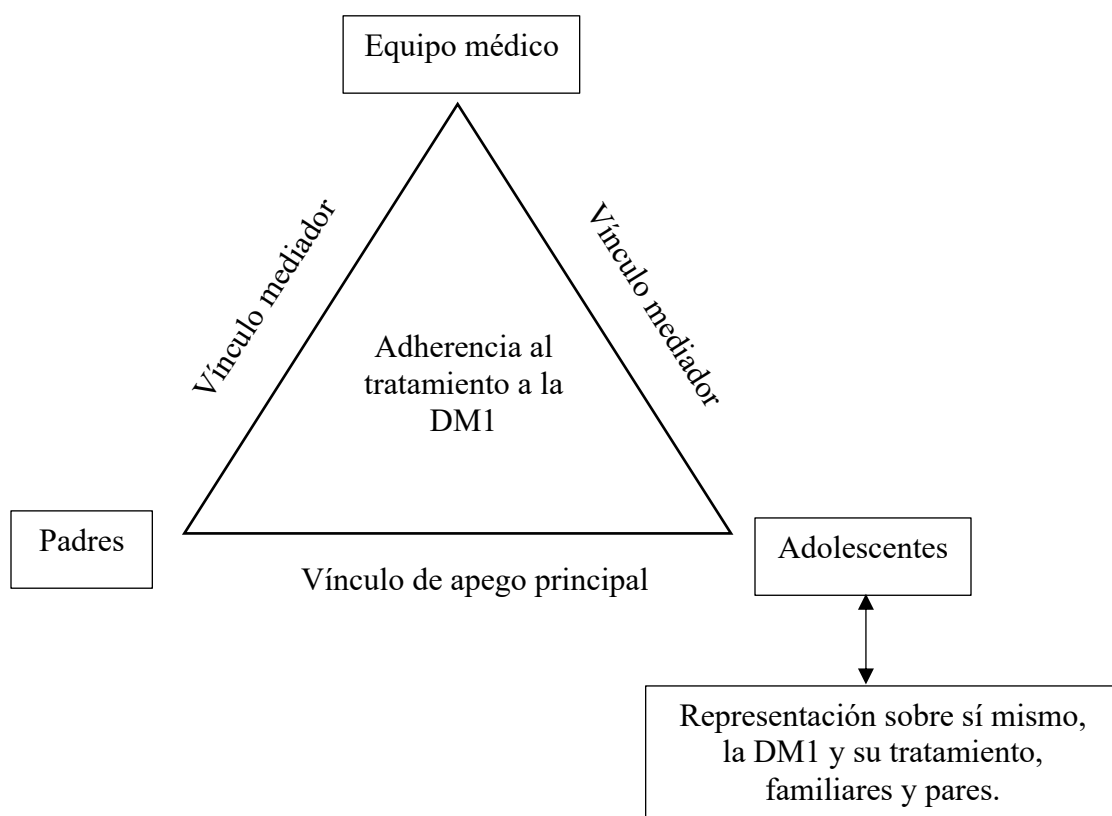 Equipo médico
Vínculo mediador
Vínculo mediador
Adherencia al
tratamiento a la
DM1
Padres
Adolescentes
Vínculo de apego principal
Representación sobre sí mismo,
la DM1 y su tratamiento,
familiares y pares.